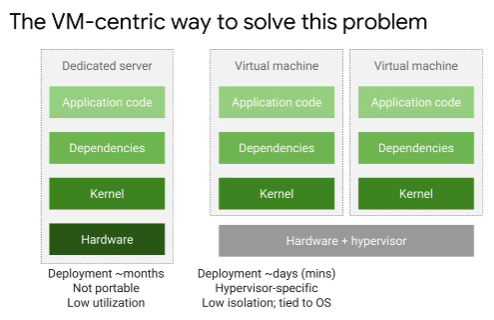 The VM-centric way to solve this problem
Dedicated server
Application code
Dependencies
Kernel
Hardware
Deployment ~months
Not portable
Low utilization
Virtual machine
Application code
Dependencies
Kernel
Virtual machine
Application code
Dependencies
Kernel
Hardware + hypervisor
Deployment ~days (mins)
Hypervisor-specific
Low isolation; tied to OS